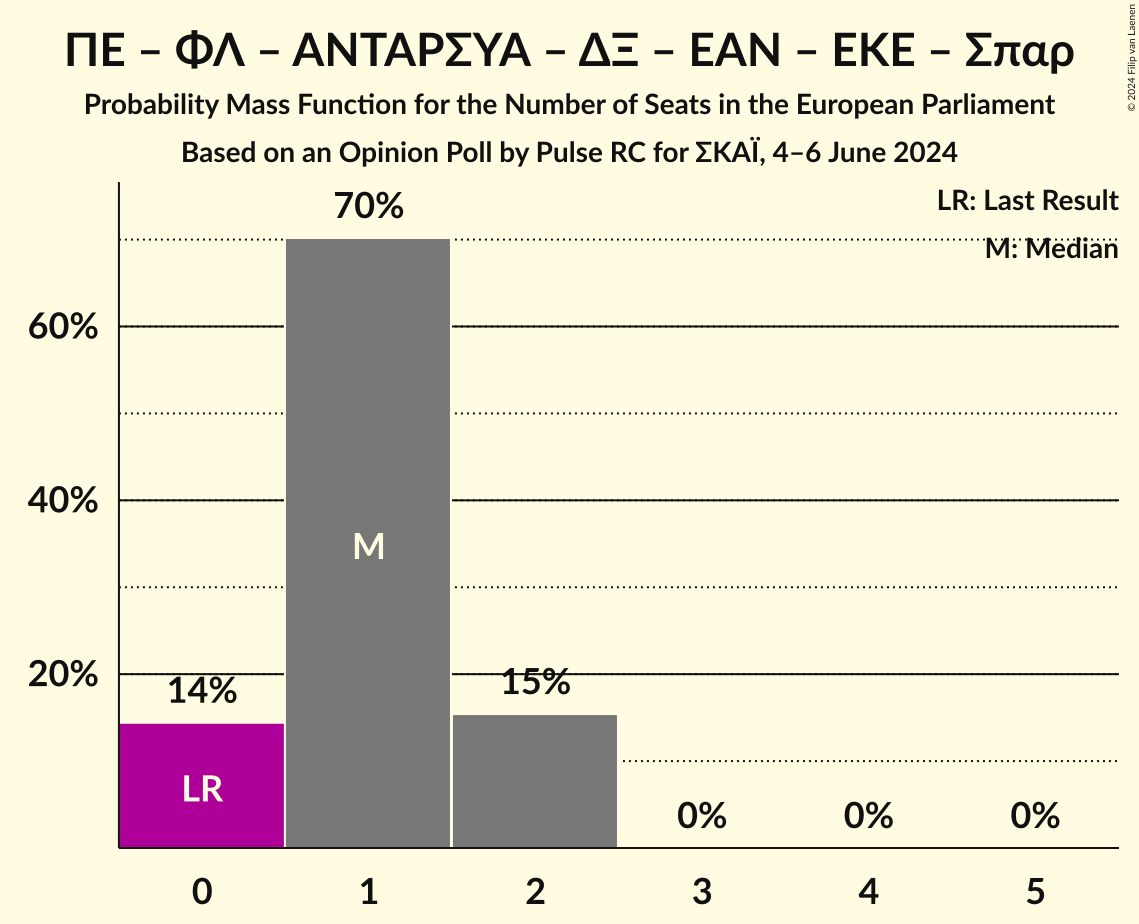 ΠΕ – ΦΛ – ΑΝΤΑΡΣΥΑ – ΔΞ – ΕΑΝ – ΕΚΕ – Σπαρ
Probability Mass Function for the Number of Seats in the European Parliament
Based on an Opinion Poll by Pulse RC for ΣΚΑΪ, 4–6 June 2024
© 2024 Filip van Laenen
LR: Last Result
M: Median
70%
60%
40%
M
20%
14%
15%
LR
0%
0%
0%
0
1
2
3
4
5